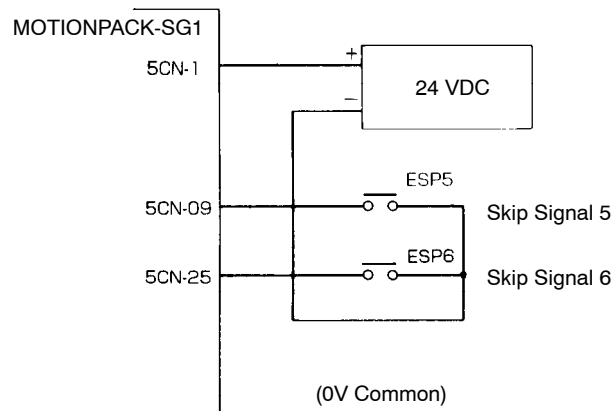 MOTIONPACK-SG1
5CN-1
+
24 VDC
−
5CN-09
ESP5
Skip Signal 5
5CN-25
ESP6
Skip Signal 6
(0V Common)